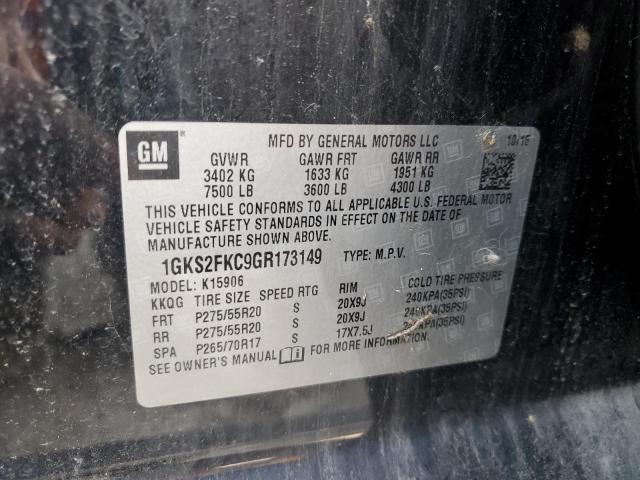 GM
MFD BY GENERAL MOTORS LLC 10/15
GVWR GAWR FRT GAWR RR
3402 KG 1633 KG 1951 KG
7500 LB 3600 LB 4300 LB
THIS VEHICLE CONFORMS TO ALL APPLICABLE U.S. FEDERAL MOTOR
VEHICLE SAFETY STANDARDS IN EFFECT ON THE DATE OF
MANUFACTURE SHOWN ABOVE.
1GKS2FKC9GR173149 TYPE: M.P.V.
MODEL: K15906
KKQG TIRE SIZE SPEED RTG RIM COLD TIRE PRESSURE
FRT P275/55R20 S 20X9J 240KPA(35PSI)
RR P275/55R20 S 20X9J 240KPA(35PSI)
SPA P265/70R17 S 17X7.5J 240KPA(35PSI)
SEE OWNER'S MANUAL FOR MORE INFORMATION.